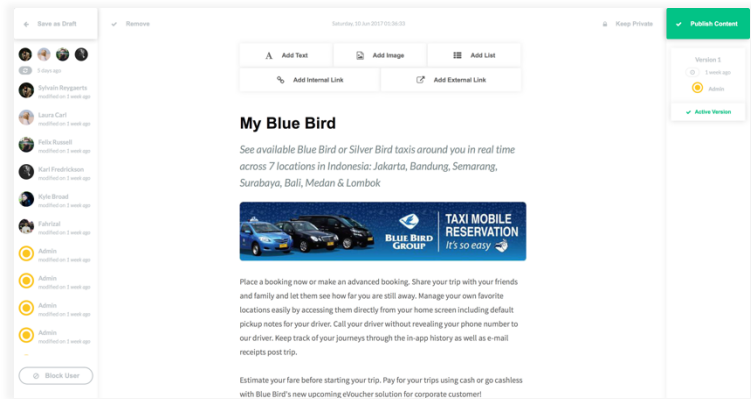 Save as Draft
Remove
Saturday, 10 Jun 2017 01:36:22
Keep Private
Publish Content
5 days ago
Sylvain Reygaerts
modified on 1 week ago
Laura Carl
modified on 1 week ago
Felix Russell
modified on 1 week ago
Karl Fredrickson
modified on 1 week ago
Kyle Broad
modified on 1 week ago
Fahrizal
modified on 1 week ago
Admin
modified on 1 week ago
Admin
modified on 1 week ago
Admin
modified on 1 week ago
Admin
modified on 1 week ago
Block User
Add Text
Add Image
Add List
Add Internal Link
Add External Link
My Blue Bird
See available Blue Bird or Silver Bird taxis around you in real time
across 7 locations in Indonesia: Jakarta, Bandung, Semarang,
Surabaya, Bali, Medan & Lombok
BLUE BIRD
GROUP
TAXI MOBILE
RESERVATION
It's so easy
Place a booking now or make an advanced booking. Share your trip with your friends
and family and let them see how far you are still away. Manage your own favorite
locations easily by accessing them directly from your home screen including default
pickup notes for your driver. Call your driver without revealing your phone number to
our driver. Keep track of your journeys through the in-app history as well as e-mail
receipts post trip.
Estimate your fare before starting your trip. Pay for your trips using cash or go cashless
with Blue Bird's new upcoming eVoucher solution for corporate customer!
Version 1
1 week ago
Admin
Active Version